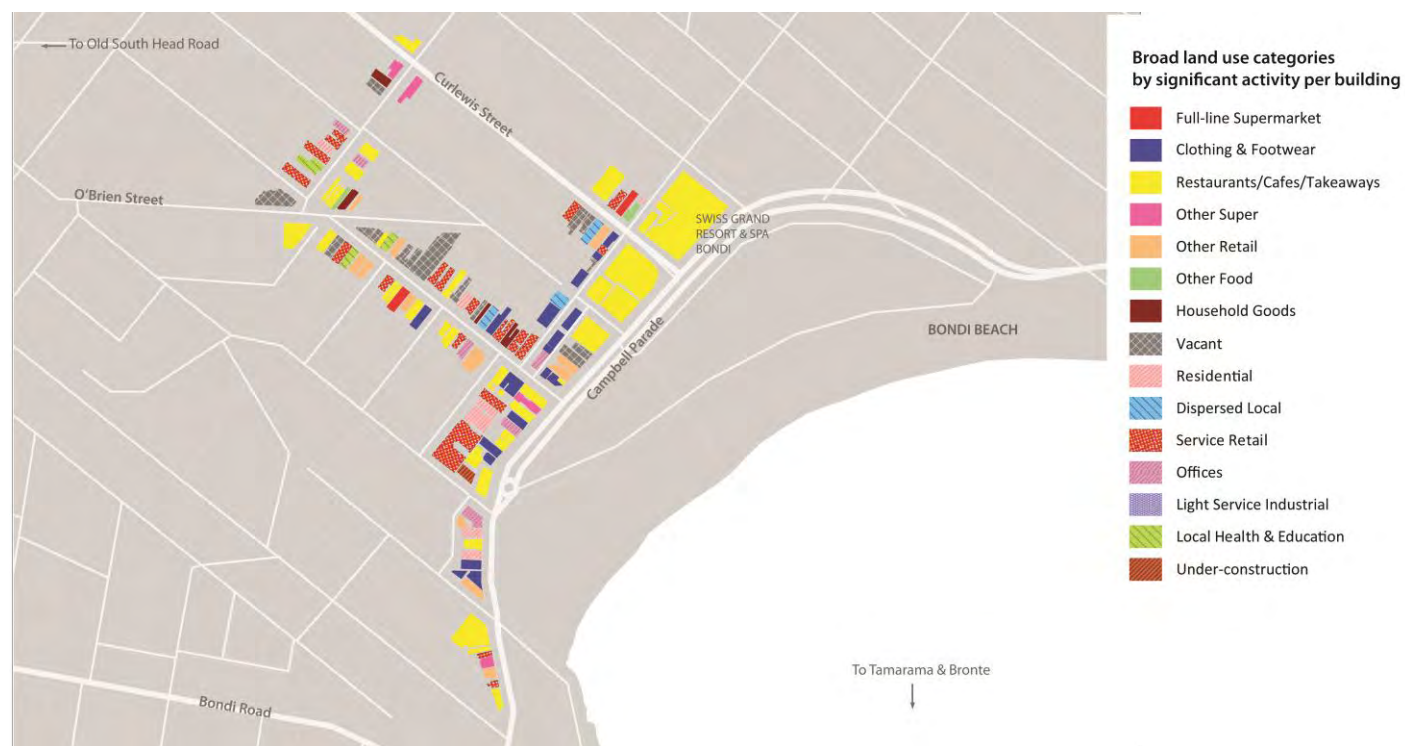 To Old South Head Road
Curlewis Street
O'Brien Street
SWISS GRAND
RESORT & SPA
BONDI
Campbell Parade
BONDI BEACH
To Tamarama & Bronte
Bondi Road
Broad land use categories
by significant activity per building
Full-line Supermarket
Clothing & Footwear
Restaurants/Cafes/Takeaways
Other Super
Other Retail
Other Food
Household Goods
Vacant
Residential
Dispersed Local
Service Retail
Offices
Light Service Industrial
Local Health & Education
Under-construction